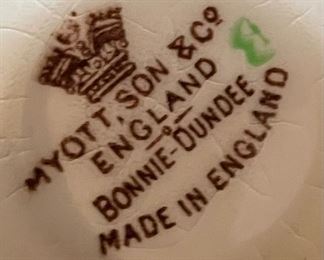 MYOTT, SON & Co
ENGLAND
BONNIE-DUNDEE
MADE IN ENGLAND